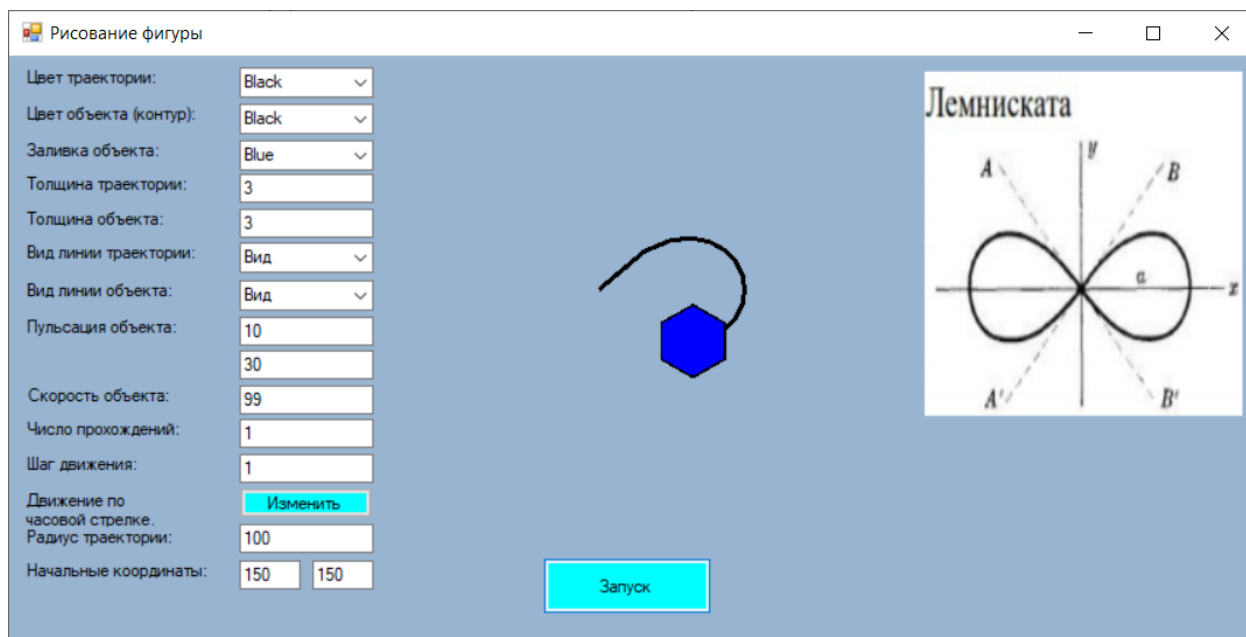 Рисование фигуры
Цвет траектории: Black
Цвет объекта (контур): Black
Заливка объекта: Blue
Толщина траектории: 3
Толщина объекта: 3
Вид линии траектории: Вид
Вид линии объекта: Вид
Пульсация объекта: 10
30
Скорость объекта: 99
Число прохождений: 1
Шаг движения: 1
Движение по
часовой стрелке.
Изменить
Радиус траектории: 100
Начальные координаты: 150 150
Запуск
Лемниската
y
A B
a
x
A' B'